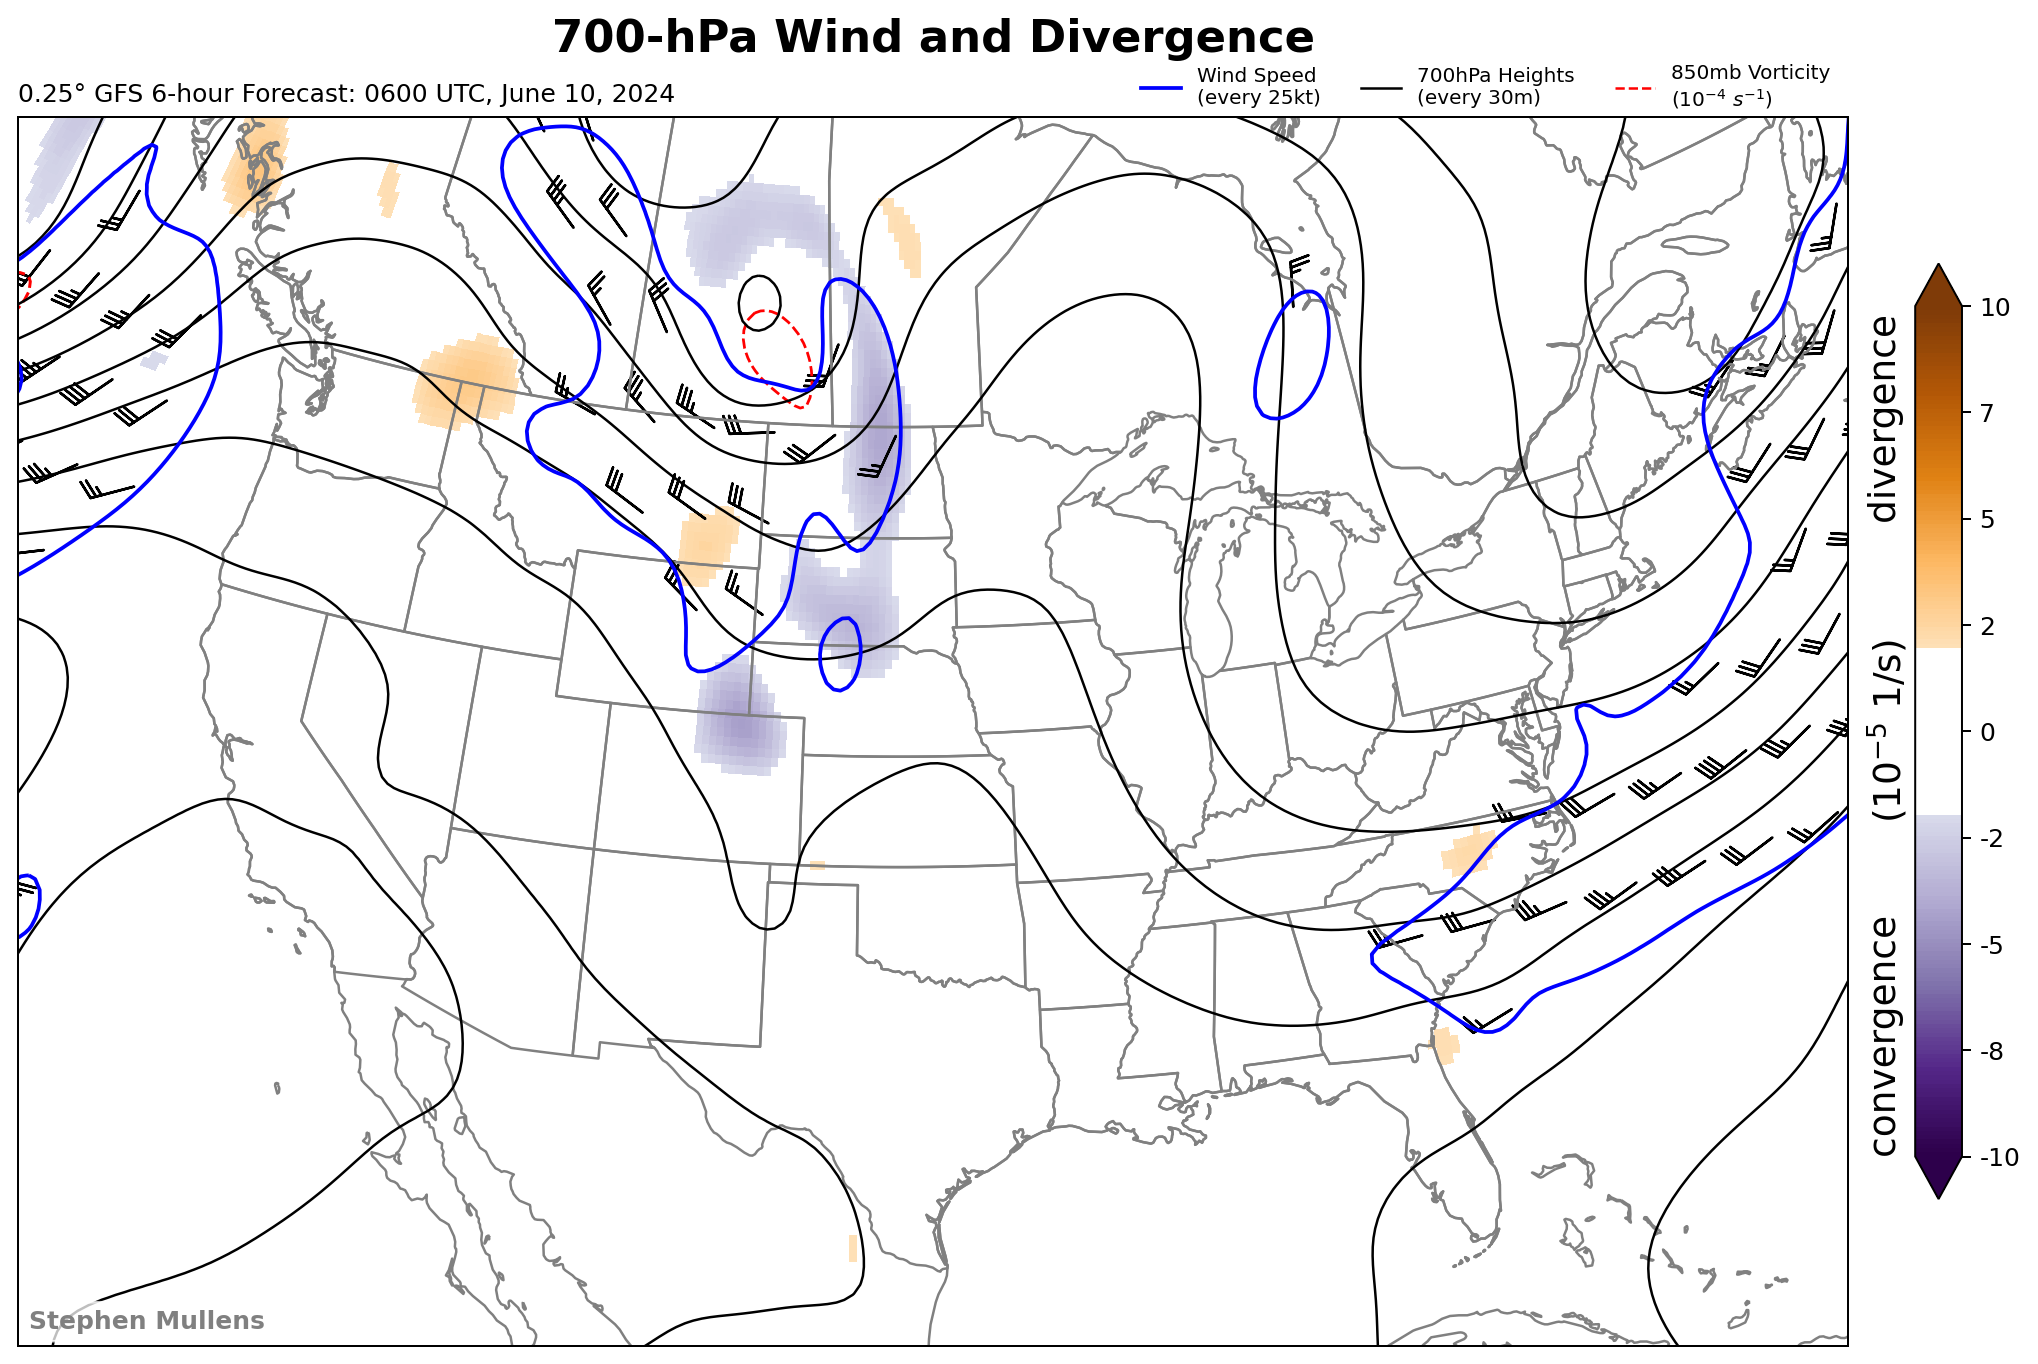 700-hPa Wind and Divergence
0.25° GFS 6-hour Forecast: 0600 UTC, June 10, 2024
Wind Speed
(every 25kt)
700hPa Heights
(every 30m)
850mb Vorticity
(10⁻⁴ s⁻¹)
10
7
5
2
0
-2
-5
-8
-10
convergence (10⁻⁵ 1/s) divergence
Stephen Mullens